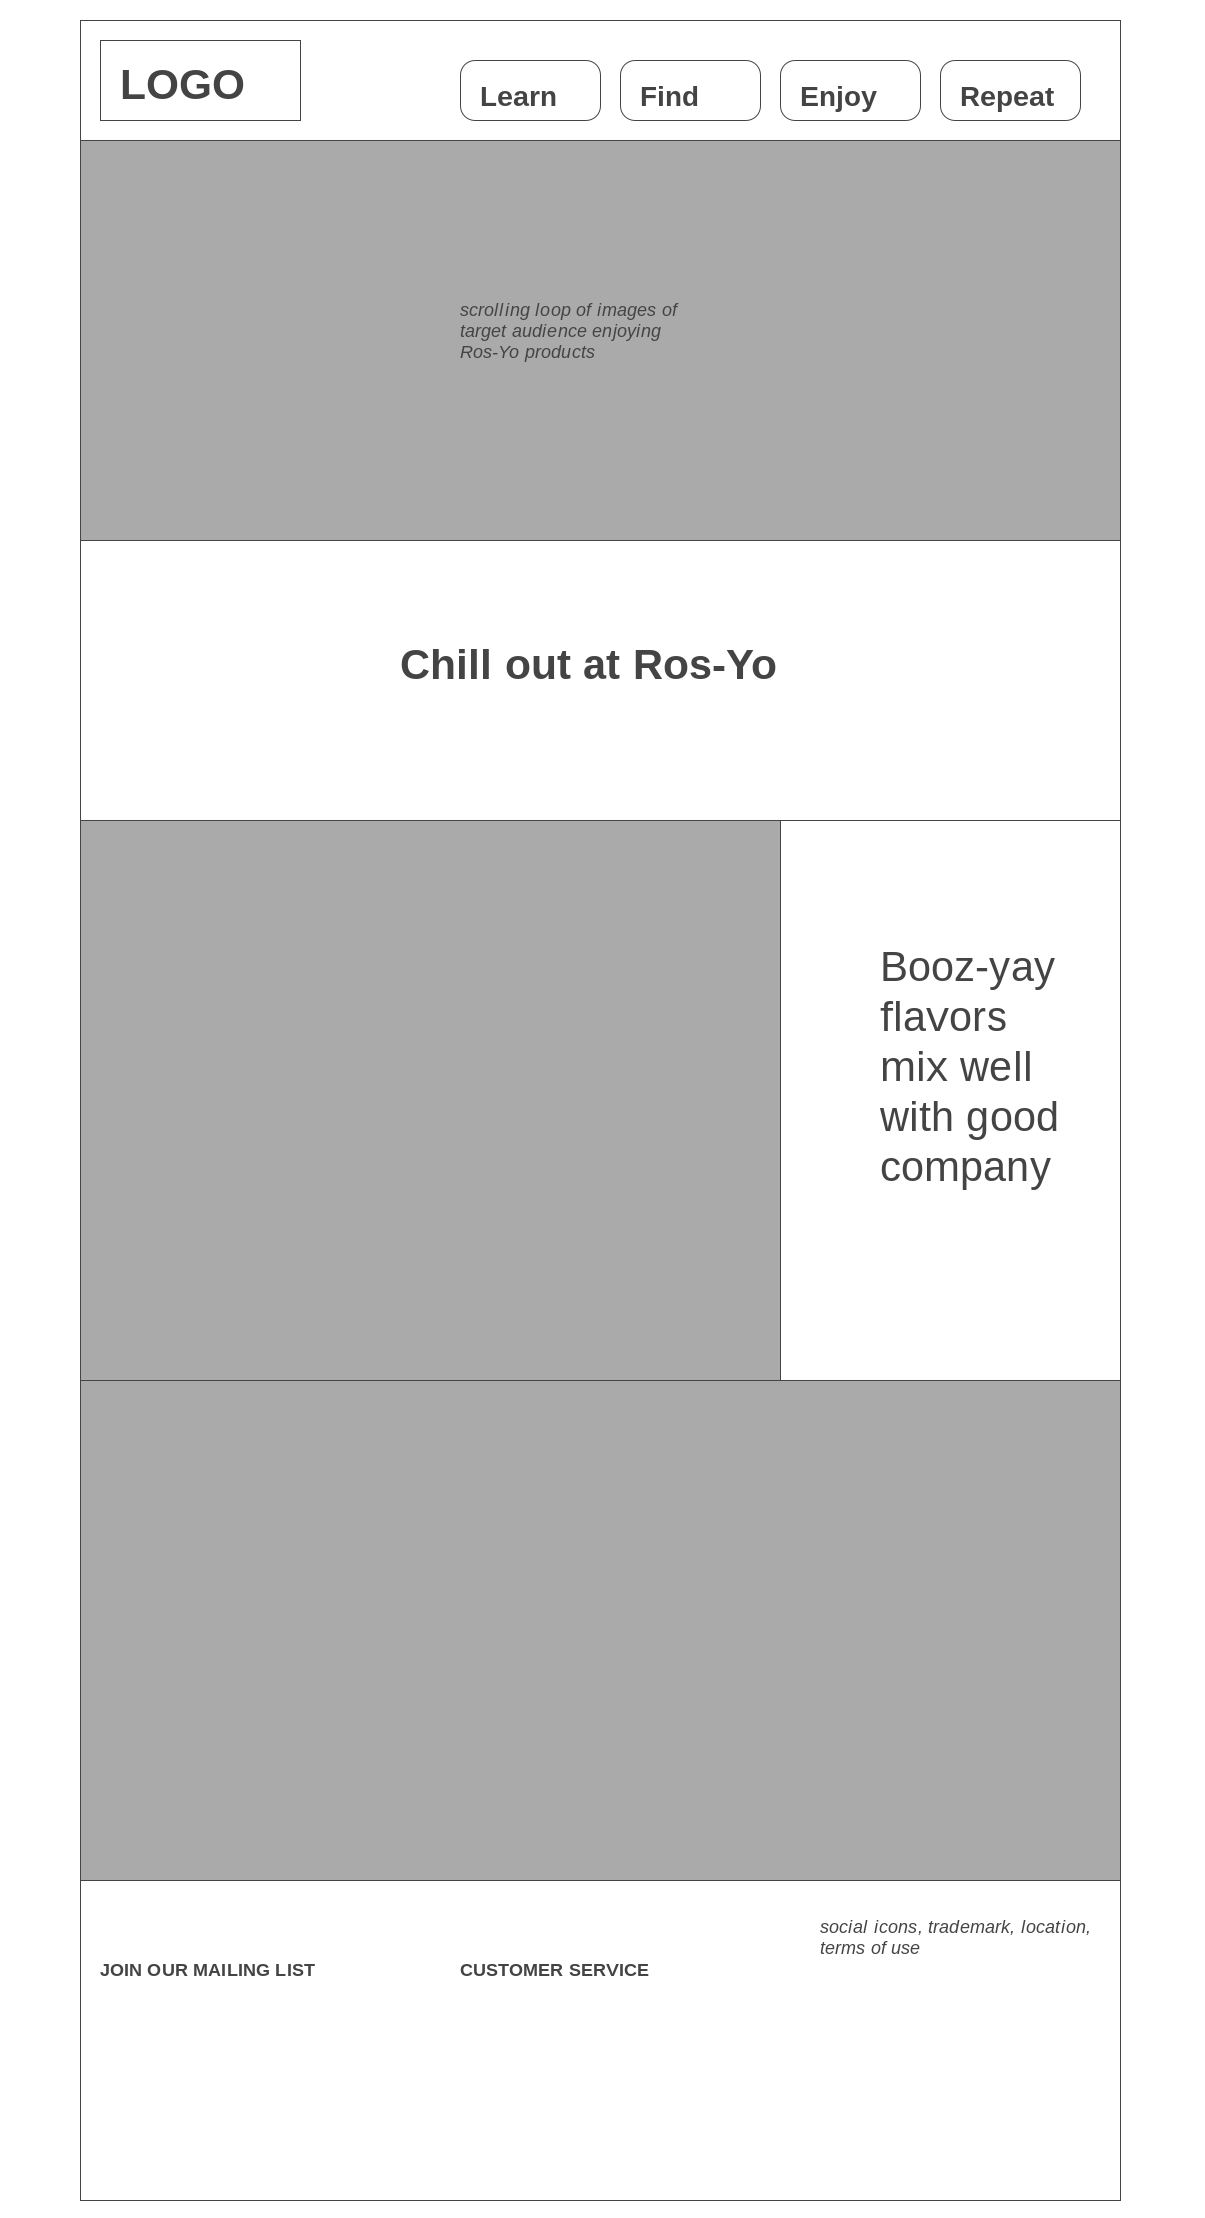 LOGO
Learn
Find
Enjoy
Repeat
scrolling loop of images of
target audience enjoying
Ros-Yo products
Chill out at Ros-Yo
Booz-yay
flavors
mix well
with good
company
JOIN OUR MAILING LIST
CUSTOMER SERVICE
social icons, trademark, location,
terms of use